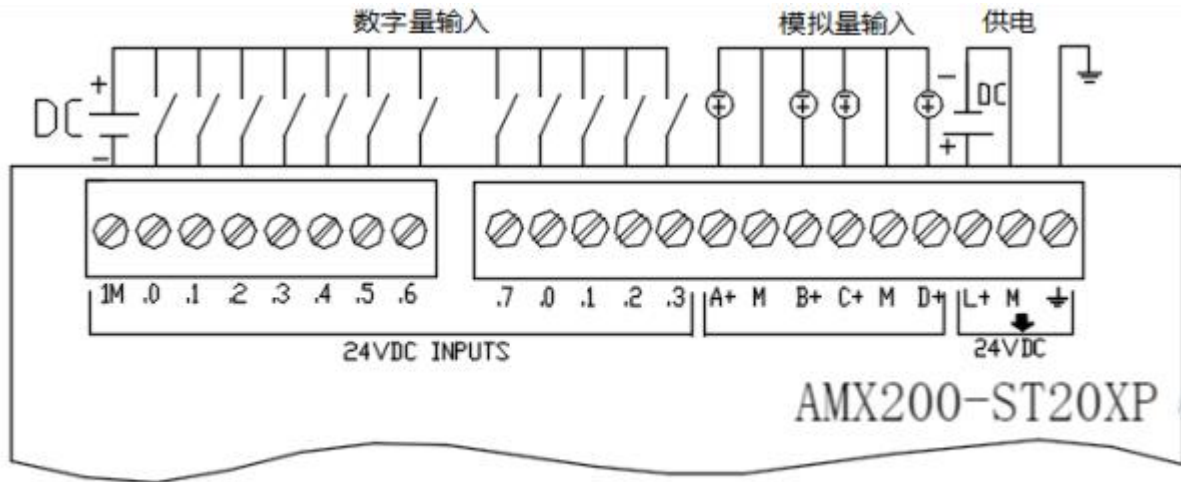 数字量输入 模拟量输入 供电
+ − DC
DC − +
1M .0 .1 .2 .3 .4 .5 .6 .7 .0 .1 .2 .3 A+ M B+ C+ M D+ L+ M
24VDC INPUTS 24VDC
AMX200-ST20XP